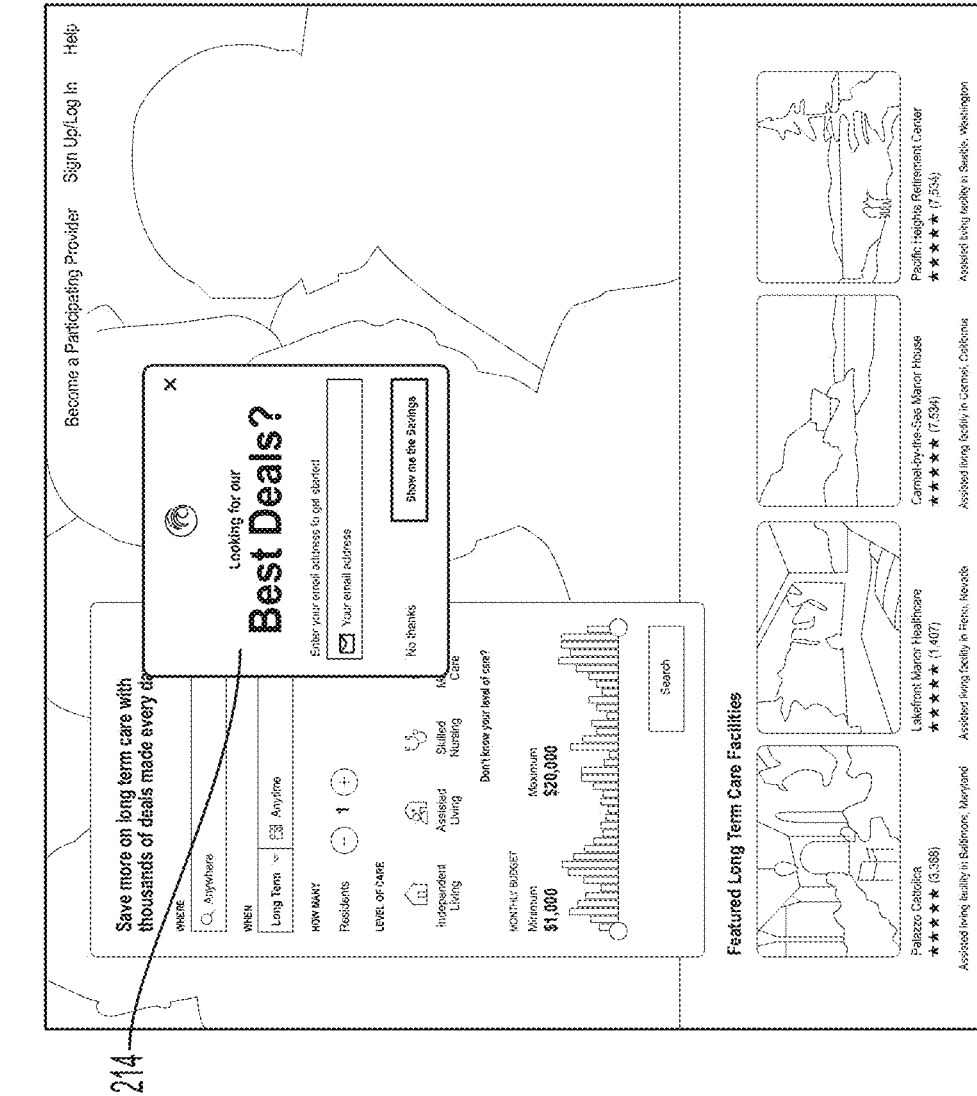 Become a Participating Provider Sign Up/Log In Help
Save more on long term care with
thousands of deals made every da
WHERE
Anywhere
WHEN
Long Term Anytime
HOW MANY
Residents 1
LEVEL OF CARE
Independent Living
Assisted Living
Skilled Nursing
Care
Don't know your level of care?
MONTHLY BUDGET
Minimum Maximum
$1,000 $20,000
Search
Looking for our
Best Deals?
Enter your email address to get started
Your email address
No thanks Show me the Savings
Featured Long Term Care Facilities
Palazzo Cattolica
★★★★★ (3,388)
Assisted living facility in Baltimore, Maryland
Lakefront Manor Healthcare
★★★★★ (1,407)
Assisted living facility in Reno, Nevada
Carmel-by-the-Sea Manor House
★★★★★ (7,534)
Assisted living facility in Carmel, California
Pacific Heights Retirement Center
★★★★★ (7,534)
Assisted living facility in Seattle, Washington
214